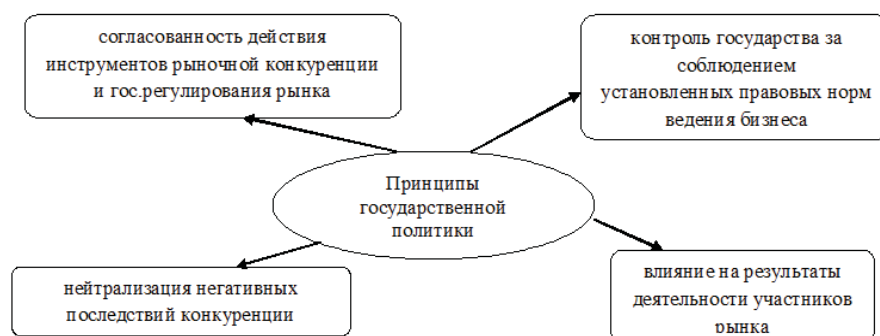 согласованность действия
инструментов рыночной конкуренции
и гос.регулирования рынка
контроль государства за
соблюдением
установленных правовых норм
ведения бизнеса
Принципы
государственной
политики
нейтрализация негативных
последствий конкуренции
влияние на результаты
деятельности участников
рынка